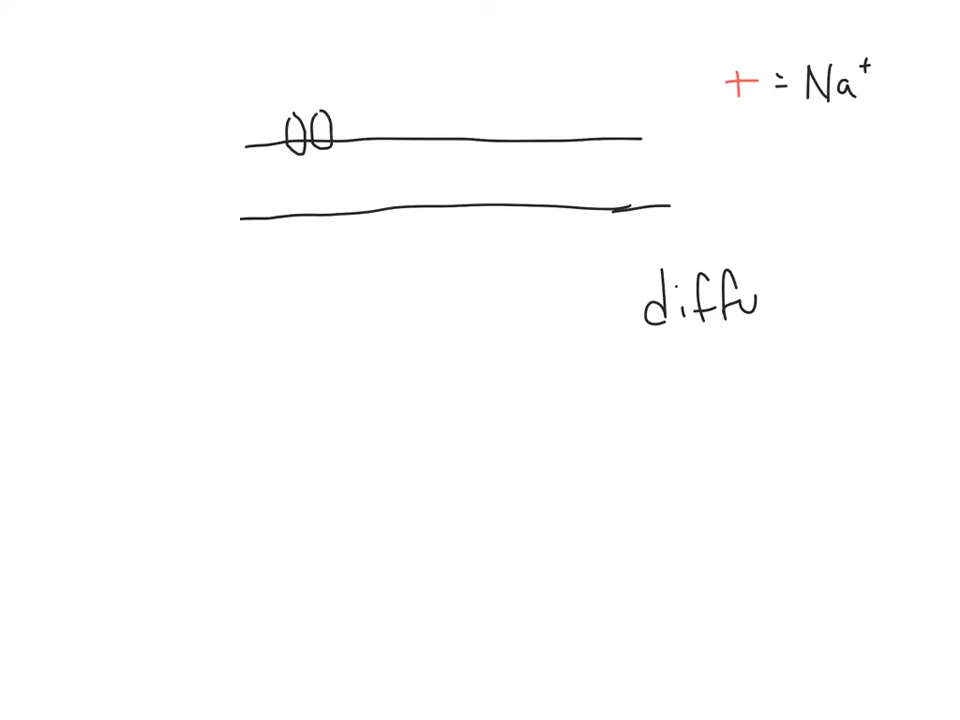 + = Na⁺
diffu